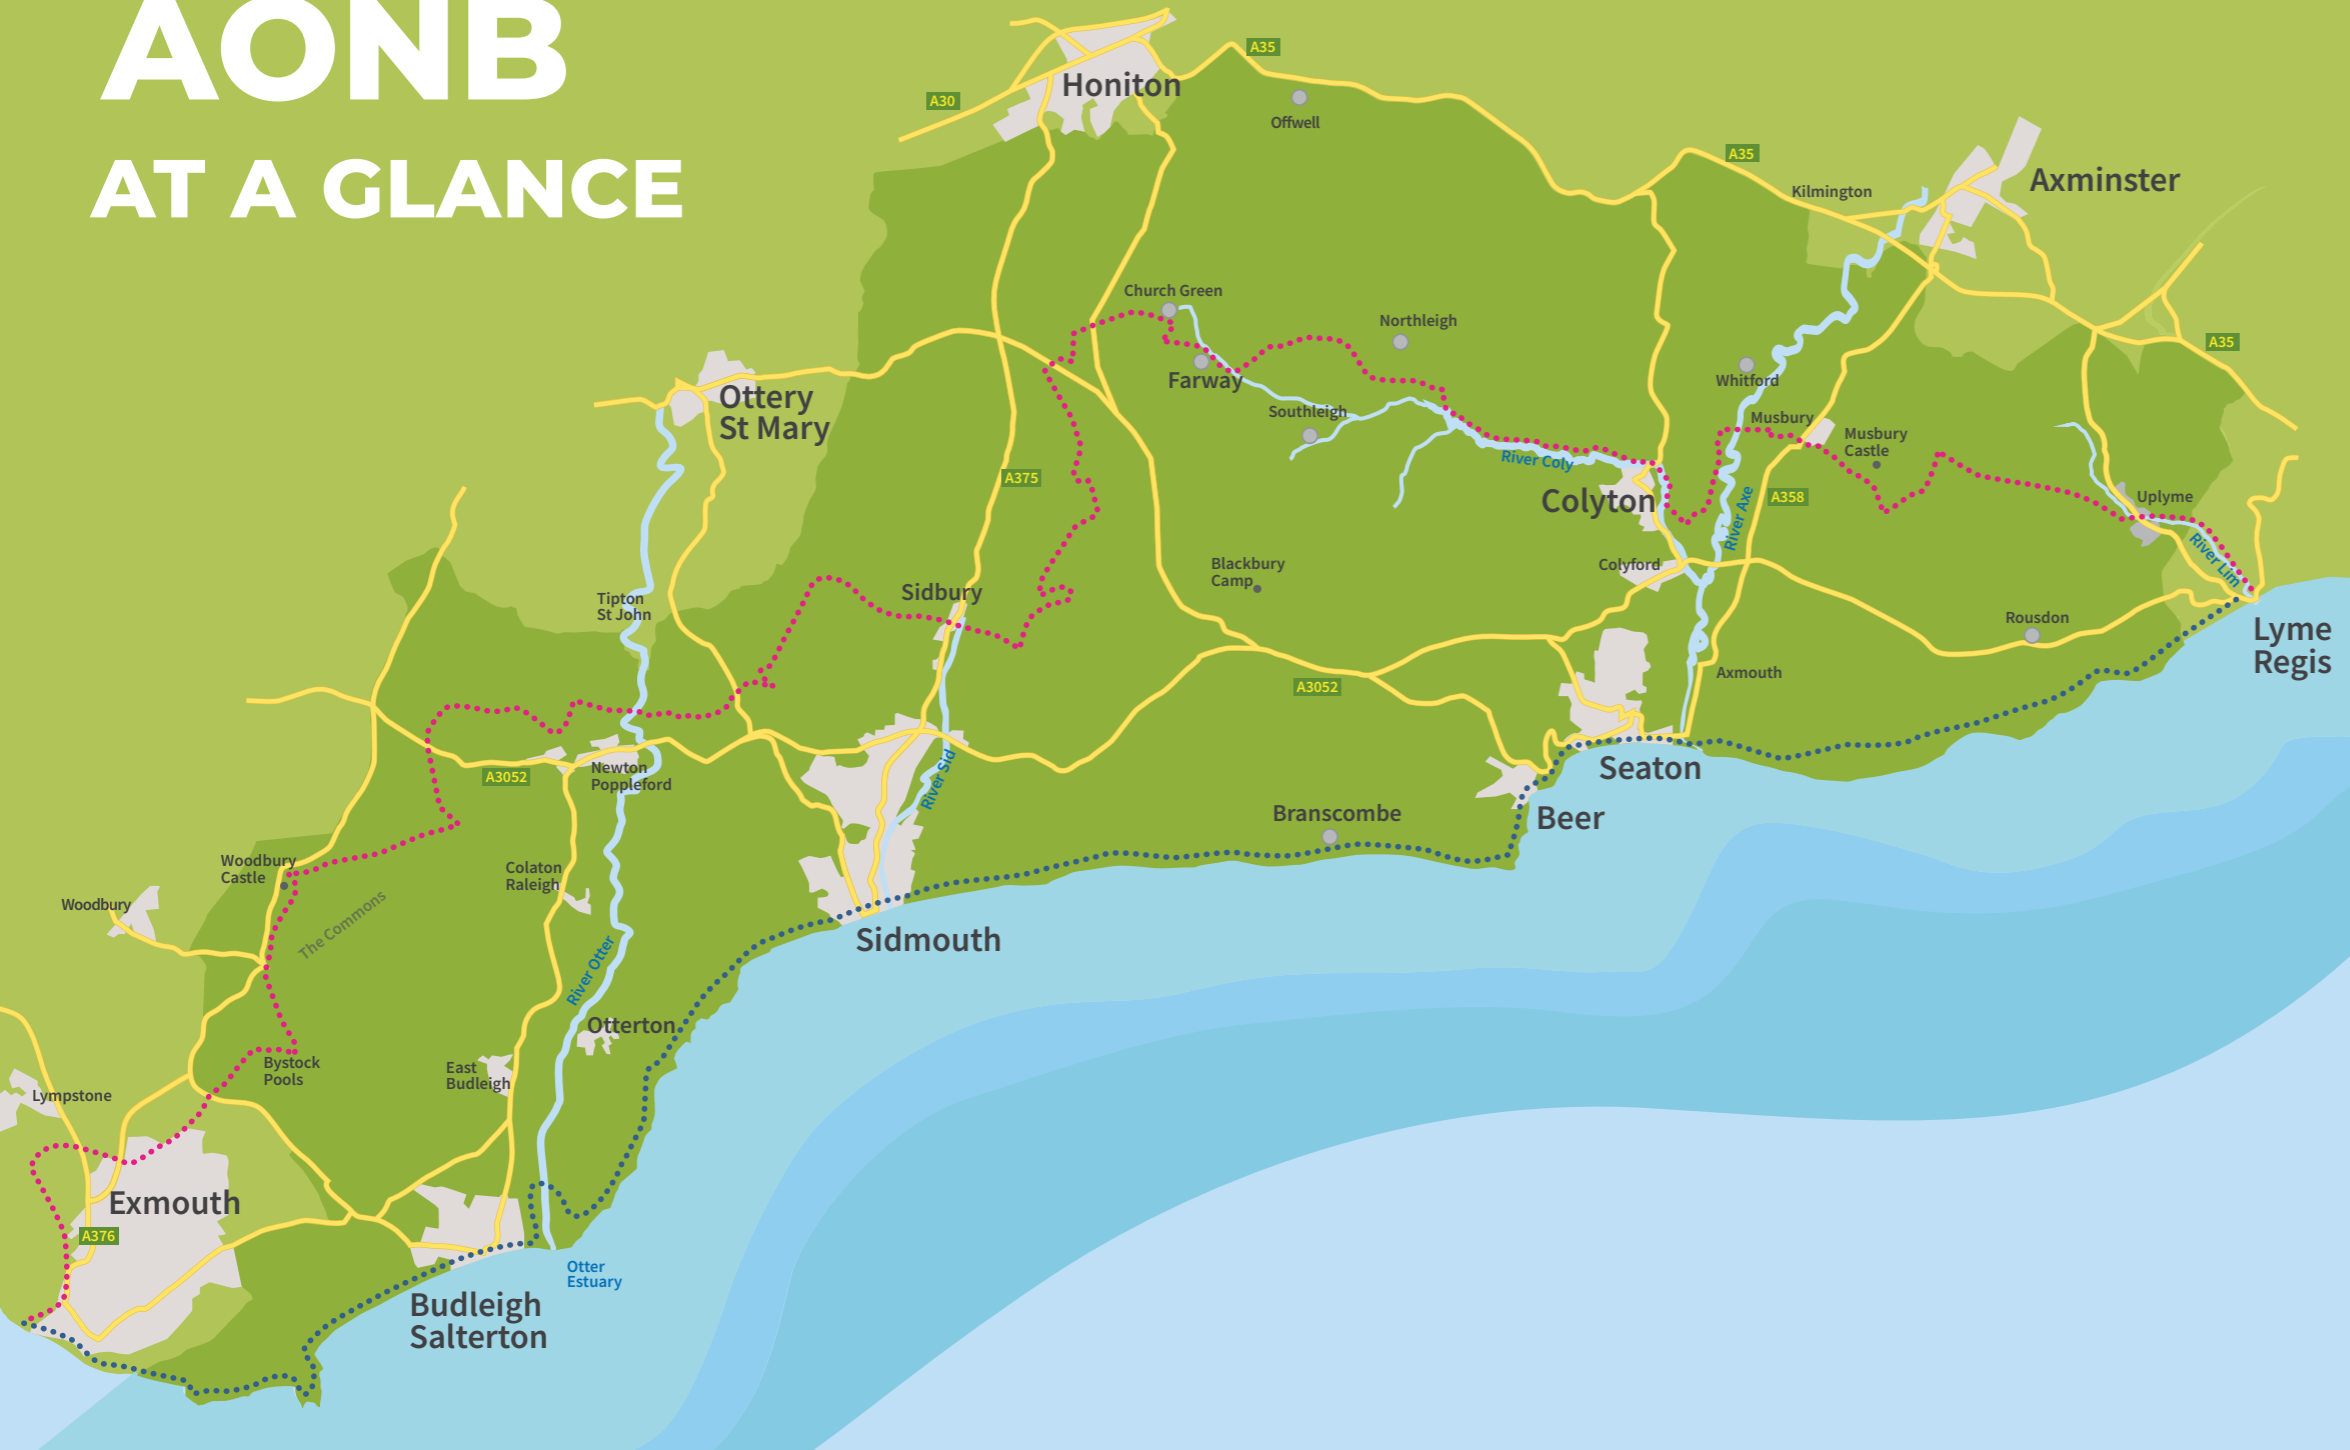 AONB
AT A GLANCE
A35
Honiton
A30
Offwell
A35
Kilmington
Axminster
Church Green
Northleigh
A35
Farway
Whitford
Ottery
St Mary
Southleigh
Musbury
Musbury
Castle
River Coly
A375
Colyton
River Axe
A358
Uplyme
River Lim
Blackbury
Camp
Colyford
Sidbury
Tipton
St John
Rousdon
Lyme
Regis
Axmouth
A3052
A3052
Newton
Poppleford
River Sid
Seaton
Branscombe
Beer
Woodbury
Castle
Colaton
Raleigh
Woodbury
The Commons
Sidmouth
River Otter
Otterton
Bystock
Pools
East
Budleigh
Lympstone
Exmouth
A376
Otter
Estuary
Budleigh
Salterton